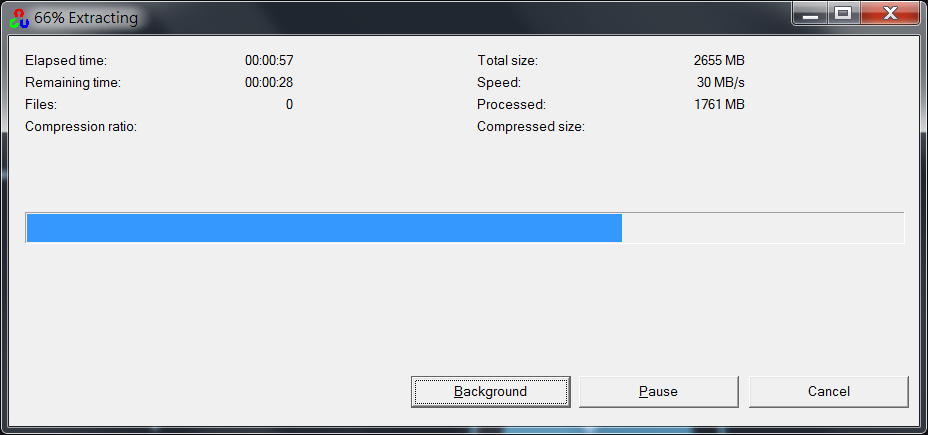 66% Extracting
Elapsed time: 00:00:57 Total size: 2655 MB
Remaining time: 00:00:28 Speed: 30 MB/s
Files: 0 Processed: 1761 MB
Compression ratio: Compressed size:
Background Pause Cancel